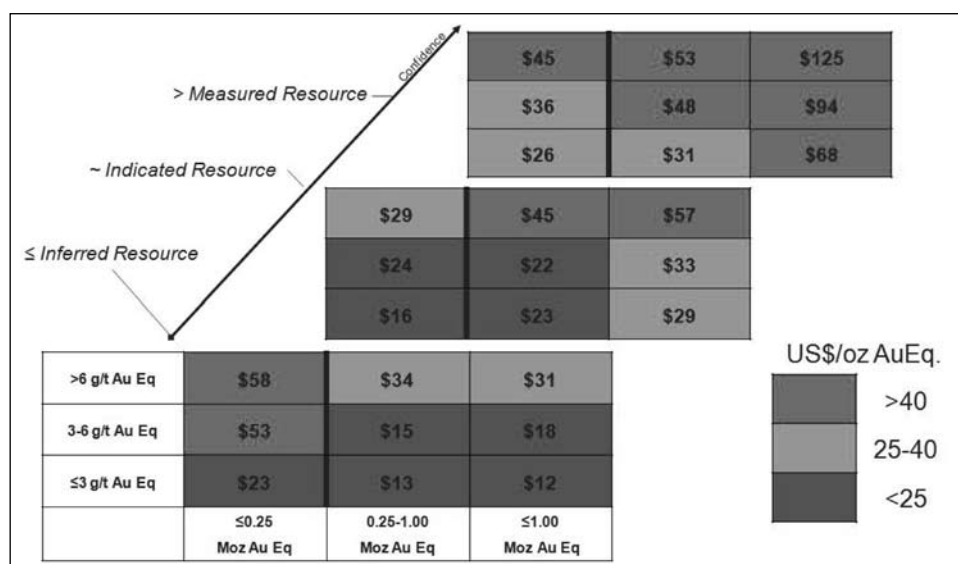 Confidence
> Measured Resource
~ Indicated Resource
≤ Inferred Resource
$45 $53 $125
$36 $48 $94
$26 $31 $68
$29 $45 $57
$24 $22 $33
$16 $23 $29
>6 g/t Au Eq $58 $34 $31
3-6 g/t Au Eq $53 $15 $18
≤3 g/t Au Eq $23 $13 $12
≤0.25 0.25-1.00 ≤1.00
Moz Au Eq Moz Au Eq Moz Au Eq
US$/oz AuEq.
>40
25-40
<25